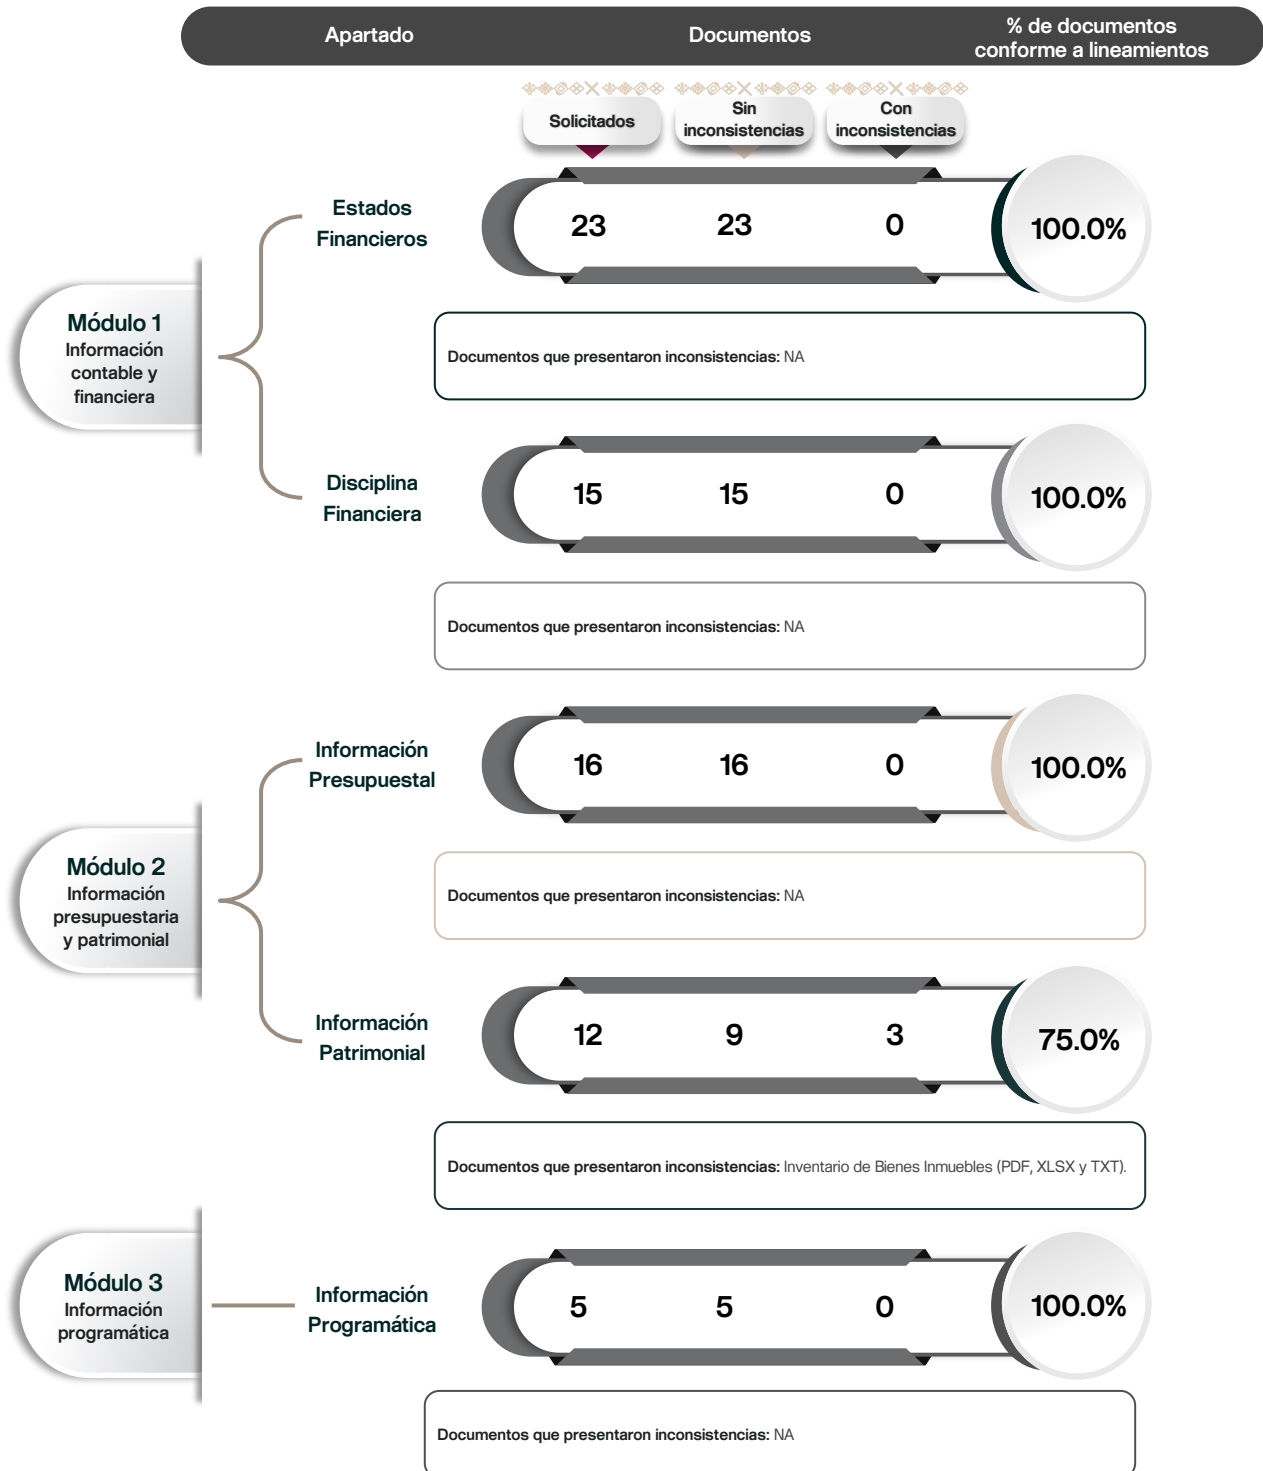 Apartado
Documentos
% de documentos
conforme a lineamientos
Solicitados
Sin
inconsistencias
Con
inconsistencias
Módulo 1
Información
contable y
financiera
Estados
Financieros
23 23 0 100.0%
Documentos que presentaron inconsistencias: NA
Disciplina
Financiera
15 15 0 100.0%
Documentos que presentaron inconsistencias: NA
Módulo 2
Información
presupuestaria
y patrimonial
Información
Presupuestal
16 16 0 100.0%
Documentos que presentaron inconsistencias: NA
Información
Patrimonial
12 9 3 75.0%
Documentos que presentaron inconsistencias: Inventario de Bienes Inmuebles (PDF, XLSX y TXT).
Módulo 3
Información
programática
Información
Programática
5 5 0 100.0%
Documentos que presentaron inconsistencias: NA